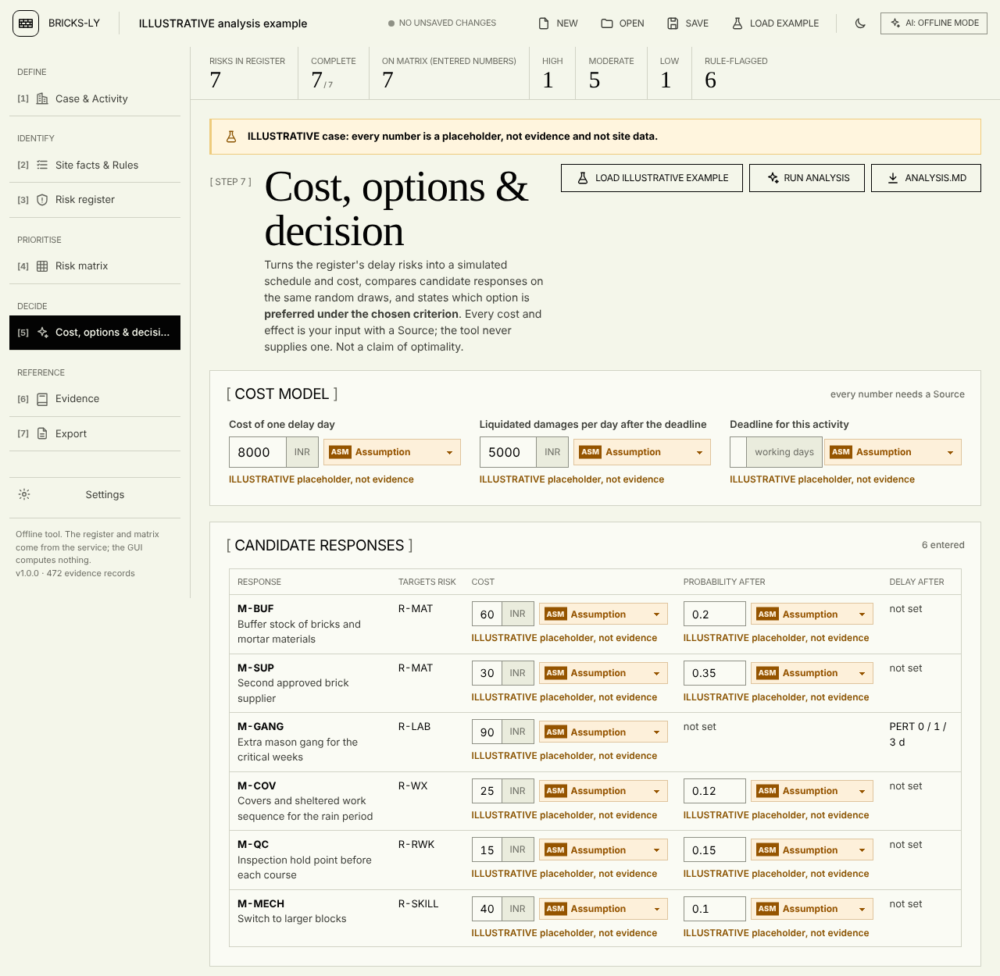 BRICKS-LY
ILLUSTRATIVE analysis example
NO UNSAVED CHANGES
NEW
OPEN
SAVE
LOAD EXAMPLE
AI: OFFLINE MODE
DEFINE
[1] Case & Activity
IDENTIFY
[2] Site facts & Rules
[3] Risk register
PRIORITISE
[4] Risk matrix
DECIDE
[5] Cost, options & decisi...
REFERENCE
[6] Evidence
[7] Export
Settings
Offline tool. The register and matrix
come from the service; the GUI
computes nothing.
v1.0.0 · 472 evidence records
RISKS IN REGISTER
7
COMPLETE
7 / 7
ON MATRIX (ENTERED NUMBERS)
7
HIGH
1
MODERATE
5
LOW
1
RULE-FLAGGED
6
ILLUSTRATIVE case: every number is a placeholder, not evidence and not site data.
[ STEP 7 ]
Cost, options &
decision
LOAD ILLUSTRATIVE EXAMPLE
RUN ANALYSIS
ANALYSIS.MD
Turns the register's delay risks into a simulated
schedule and cost, compares candidate responses on
the same random draws, and states which option is
preferred under the chosen criterion. Every cost and
effect is your input with a Source; the tool never
supplies one. Not a claim of optimality.
[ COST MODEL ]
every number needs a Source
Cost of one delay day
8000 INR ASM Assumption
ILLUSTRATIVE placeholder, not evidence
Liquidated damages per day after the deadline
5000 INR ASM Assumption
ILLUSTRATIVE placeholder, not evidence
Deadline for this activity
working days ASM Assumption
ILLUSTRATIVE placeholder, not evidence
[ CANDIDATE RESPONSES ]
6 entered
RESPONSE TARGETS RISK COST PROBABILITY AFTER DELAY AFTER
M-BUF R-MAT 60 INR ASM Assumption 0.2 ASM Assumption not set
Buffer stock of bricks and
mortar materials
ILLUSTRATIVE placeholder, not evidence ILLUSTRATIVE placeholder, not evidence
M-SUP R-MAT 30 INR ASM Assumption 0.35 ASM Assumption not set
Second approved brick
supplier
ILLUSTRATIVE placeholder, not evidence ILLUSTRATIVE placeholder, not evidence
M-GANG R-LAB 90 INR ASM Assumption not set PERT 0 / 1 /
3 d
Extra mason gang for the
critical weeks
ILLUSTRATIVE placeholder, not evidence
M-COV R-WX 25 INR ASM Assumption 0.12 ASM Assumption not set
Covers and sheltered work
sequence for the rain period
ILLUSTRATIVE placeholder, not evidence ILLUSTRATIVE placeholder, not evidence
M-QC R-RWK 15 INR ASM Assumption 0.15 ASM Assumption not set
Inspection hold point before
each course
ILLUSTRATIVE placeholder, not evidence ILLUSTRATIVE placeholder, not evidence
M-MECH R-SKILL 40 INR ASM Assumption 0.1 ASM Assumption not set
Switch to larger blocks
ILLUSTRATIVE placeholder, not evidence ILLUSTRATIVE placeholder, not evidence